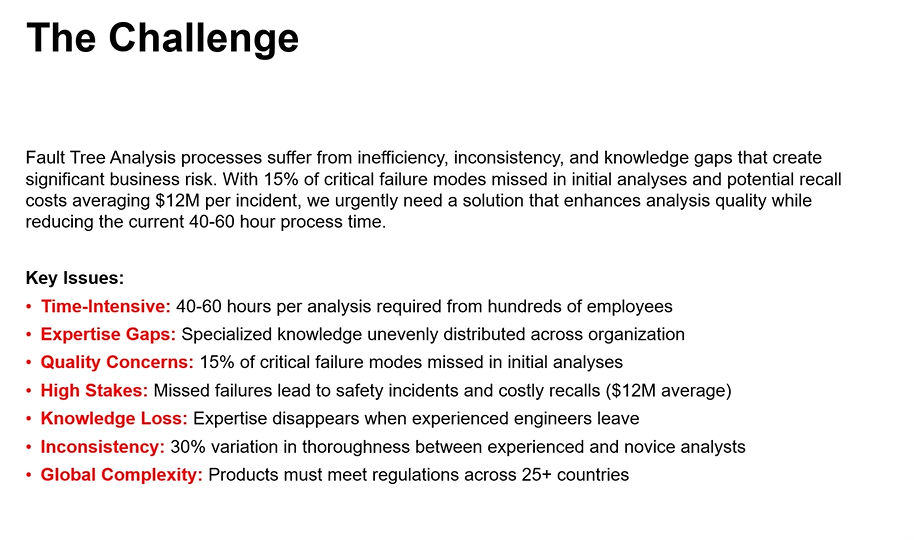 The Challenge
Fault Tree Analysis processes suffer from inefficiency, inconsistency, and knowledge gaps that create
significant business risk. With 15% of critical failure modes missed in initial analyses and potential recall
costs averaging $12M per incident, we urgently need a solution that enhances analysis quality while
reducing the current 40-60 hour process time.
Key Issues:
• Time-Intensive: 40-60 hours per analysis required from hundreds of employees
• Expertise Gaps: Specialized knowledge unevenly distributed across organization
• Quality Concerns: 15% of critical failure modes missed in initial analyses
• High Stakes: Missed failures lead to safety incidents and costly recalls ($12M average)
• Knowledge Loss: Expertise disappears when experienced engineers leave
• Inconsistency: 30% variation in thoroughness between experienced and novice analysts
• Global Complexity: Products must meet regulations across 25+ countries